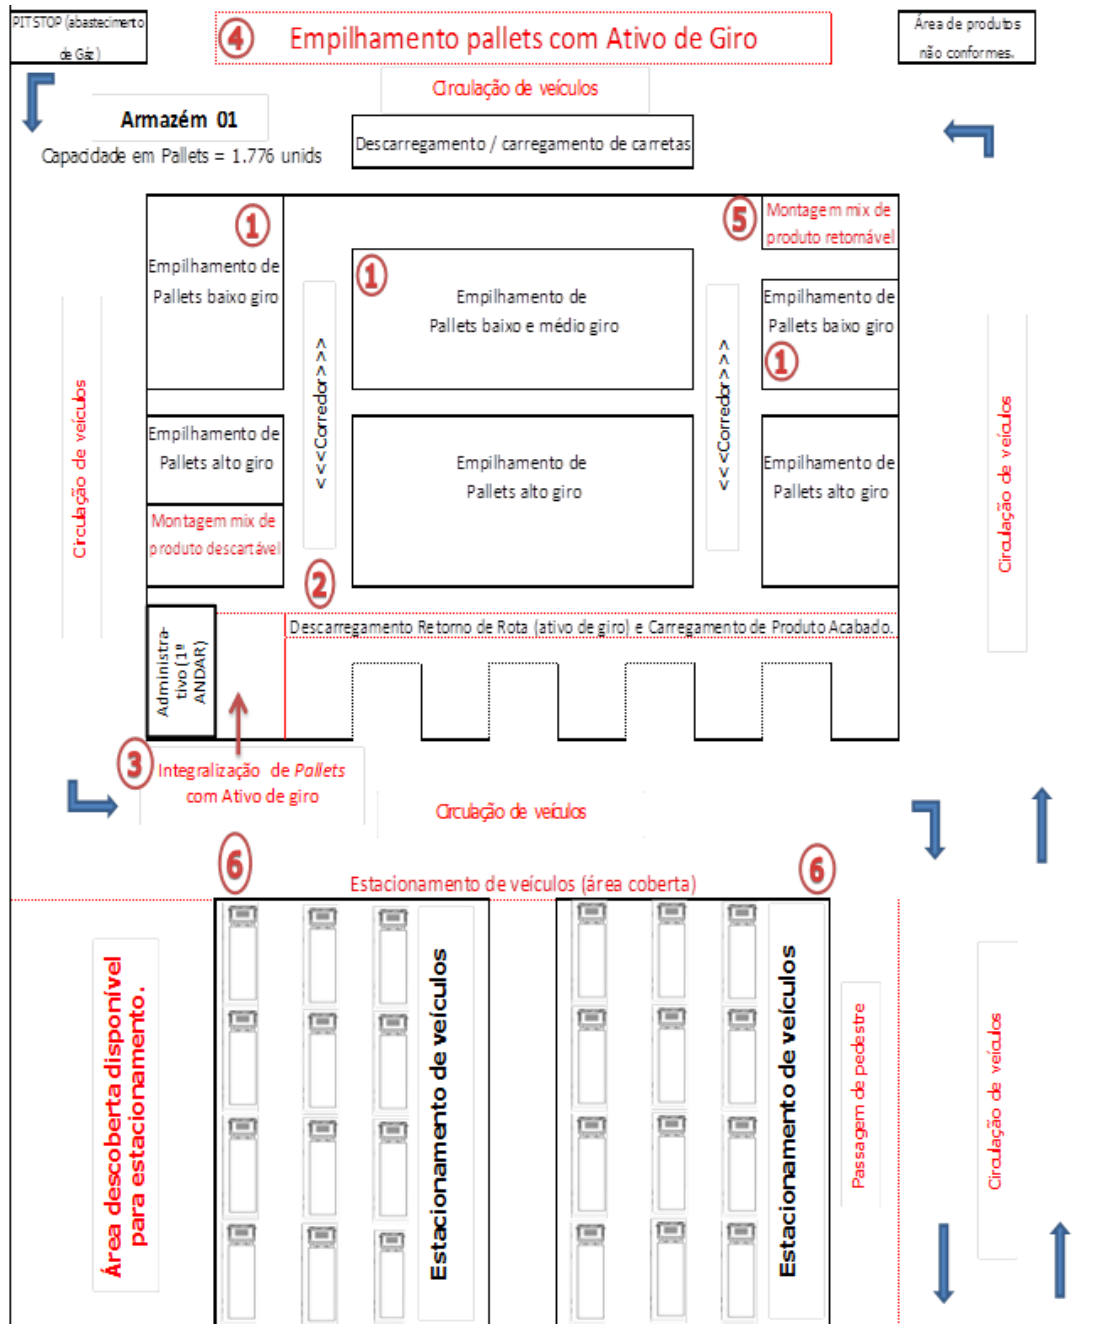 PIT STOP (abastecimento
de Gáz)
4
Empilhamento pallets com Ativo de Giro
Área de produtos
não conformes.
Circulação de veículos
Armazém 01
Capacidade em Pallets = 1.776 unids
Descarregamento / carregamento de carretas
1
Empilhamento de
Pallets baixo giro
1
Empilhamento de
Pallets baixo e médio giro
5
Montagem mix de
produto retornável
Empilhamento de
Pallets baixo giro
1
<<<Corredor>>>
<<<Corredor>>>
Circulação de veículos
Circulação de veículos
Empilhamento de
Pallets alto giro
Empilhamento de
Pallets alto giro
Empilhamento de
Pallets alto giro
Montagem mix de
produto descartável
2
Descarregamento Retorno de Rota (ativo de giro) e Carregamento de Produto Acabado.
Administra-
tivo (1º
ANDAR)
3
Integralização de Pallets
com Ativo de giro
Circulação de veículos
6
Estacionamento de veículos (área coberta)
6
Área descoberta disponível
para estacionamento.
Estacionamento de veículos
Estacionamento de veículos
Passagem de pedestre
Circulação de veículos